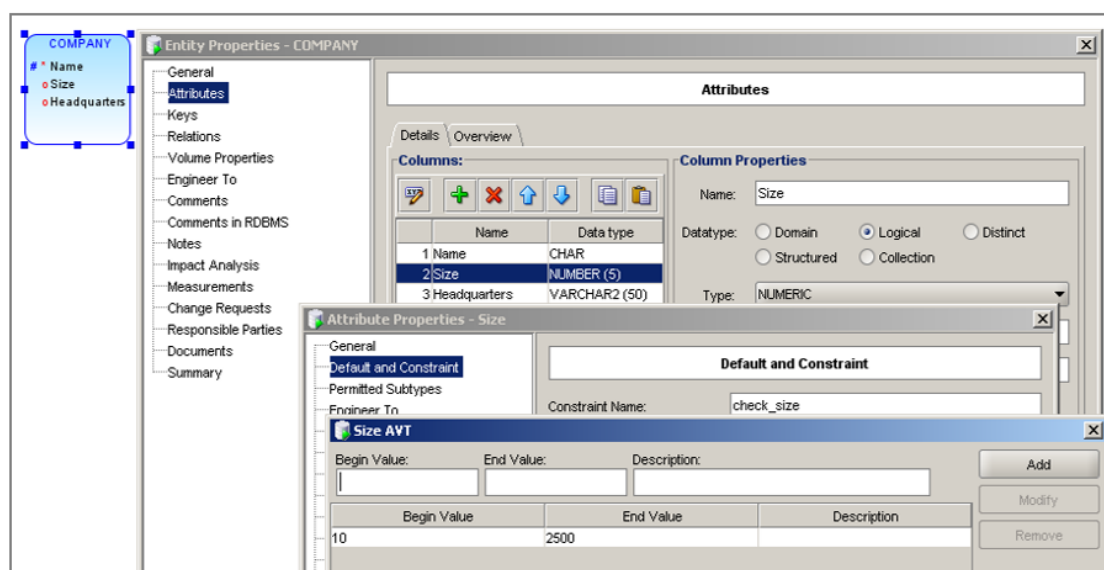 COMPANY
# * Name
o Size
o Headquarters
Entity Properties - COMPANY
General
Attributes
Keys
Relations
Volume Properties
Engineer To
Comments
Comments in RDBMS
Notes
Impact Analysis
Measurements
Change Requests
Responsible Parties
Documents
Summary
Attributes
Details Overview
Columns:
Name Data type
1 Name CHAR
2 Size NUMBER (5)
3 Headquarters VARCHAR2 (50)
Column Properties
Name: Size
Datatype: Domain Logical Distinct
Structured Collection
Type: NUMERIC
Attribute Properties - Size
General
Default and Constraint
Permitted Subtypes
Engineer To
Default and Constraint
Constraint Name: check_size
Size AVT
Begin Value: End Value: Description:
Add
Modify
Remove
Begin Value End Value Description
10 2500